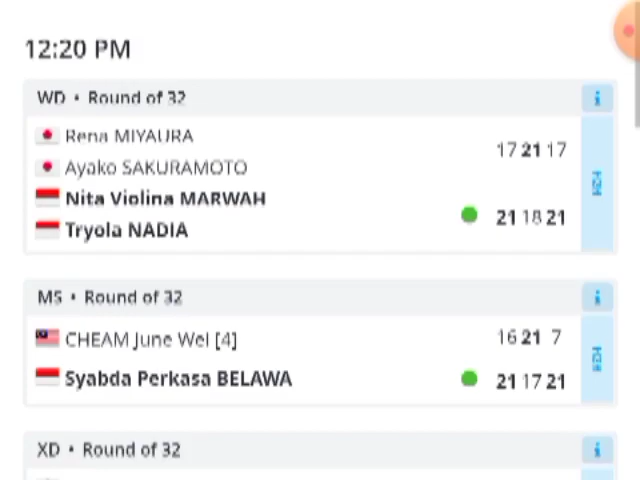 12:20 PM
WD • Round of 32
i
Rena MIYAURA
Ayako SAKURAMOTO
17 21 17
H2H
Nita Violina MARWAH
Tryola NADIA
21 18 21
MS • Round of 32
i
CHEAM June Wei [4]
16 21 7
H2H
Syabda Perkasa BELAWA
21 17 21
XD • Round of 32
i